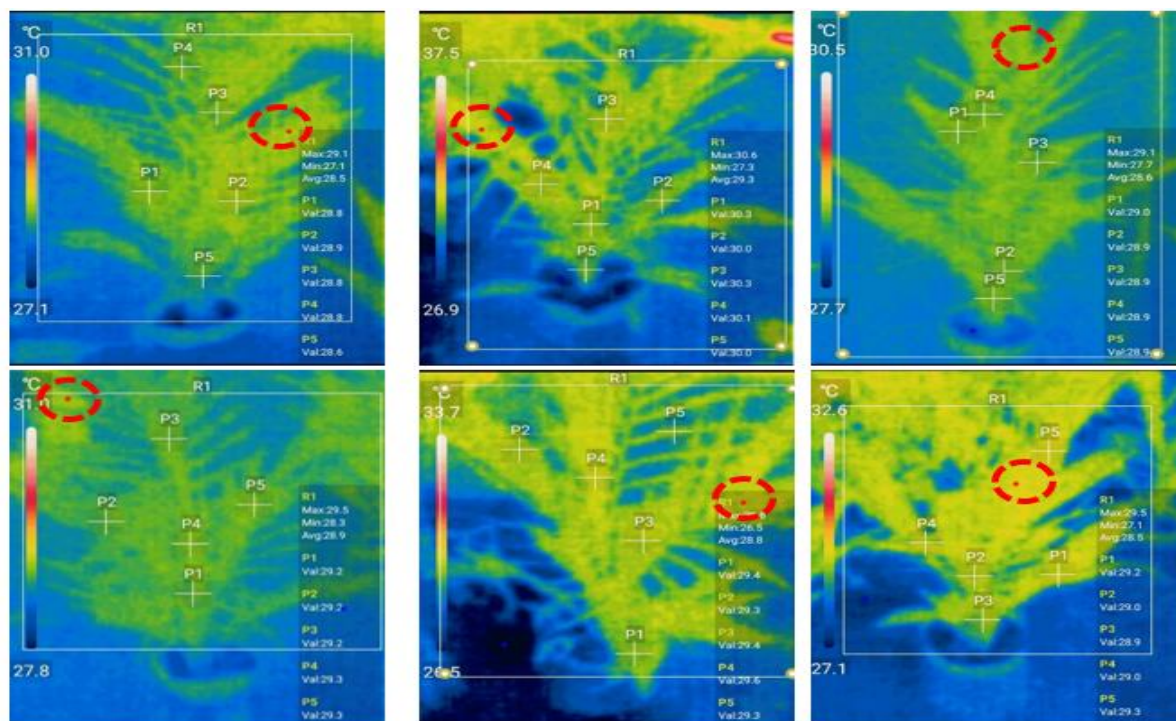 R1
°C
31.0
P4
P3
P1
P2
P5
27.1
R1
Max:29.1
Min:27.1
Avg:28.5
P1
Val:28.8
P2
Val:28.9
P3
Val:28.8
P4
Val:28.8
P5
Val:28.6
°C
37.5
R1
P3
P4
P2
P1
P5
26.9
R1
Max:30.6
Min:27.3
Avg:29.3
P1
Val:30.3
P2
Val:30.0
P3
Val:30.3
P4
Val:30.1
P5
Val:30.0
°C
30.5
R1
P4
P1
P3
P2
P5
27.7
R1
Max:29.1
Min:27.7
Avg:28.6
P1
Val:29.0
P2
Val:28.9
P3
Val:28.9
P4
Val:28.9
P5
Val:28.9
°C
31.0
R1
P3
P2
P5
P4
P1
27.8
R1
Max:29.5
Min:28.3
Avg:28.9
P1
Val:29.2
P2
Val:29.2
P3
Val:29.2
P4
Val:29.3
P5
Val:29.3
°C
33.7
R1
P5
P2
P4
P3
P1
26.5
R1
Min:26.5
Avg:28.8
P1
Val:29.4
P2
Val:29.3
P3
Val:29.4
P4
Val:29.6
P5
Val:29.3
°C
32.6
R1
P5
P4
P2
P1
P3
27.1
R1
Max:29.5
Min:27.1
Avg:28.5
P1
Val:29.2
P2
Val:29.0
P3
Val:28.9
P4
Val:29.0
P5
Val:29.3